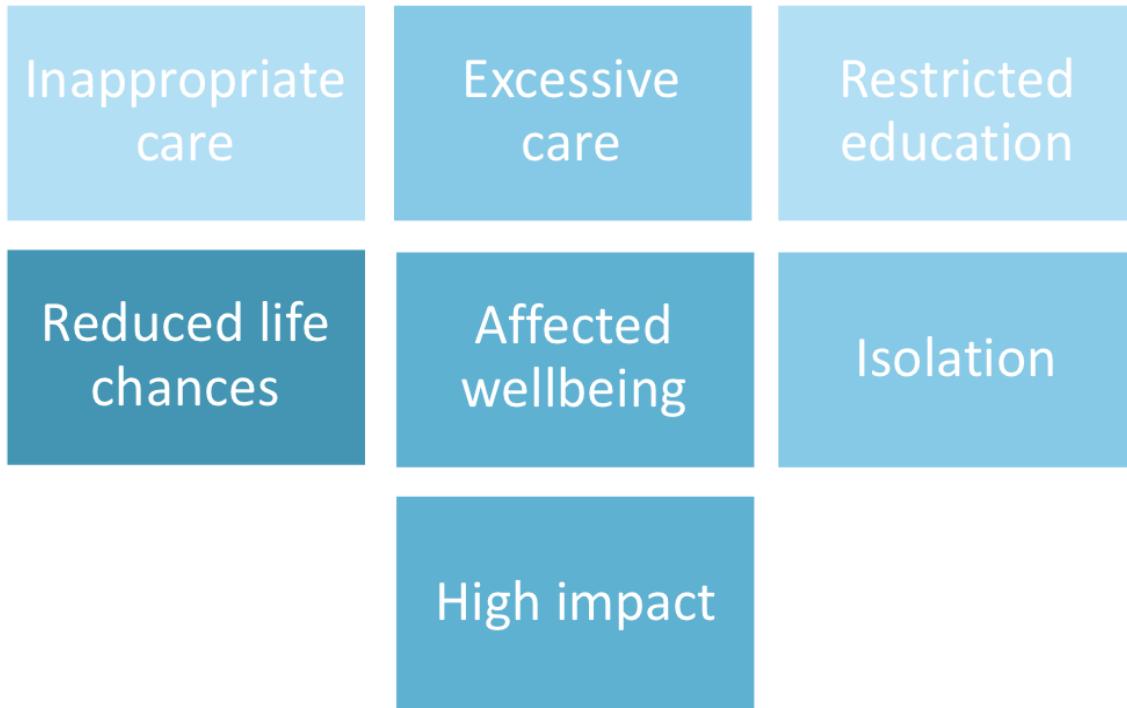 Inappropriate
care
Excessive
care
Restricted
education
Reduced life
chances
Affected
wellbeing
Isolation
High impact